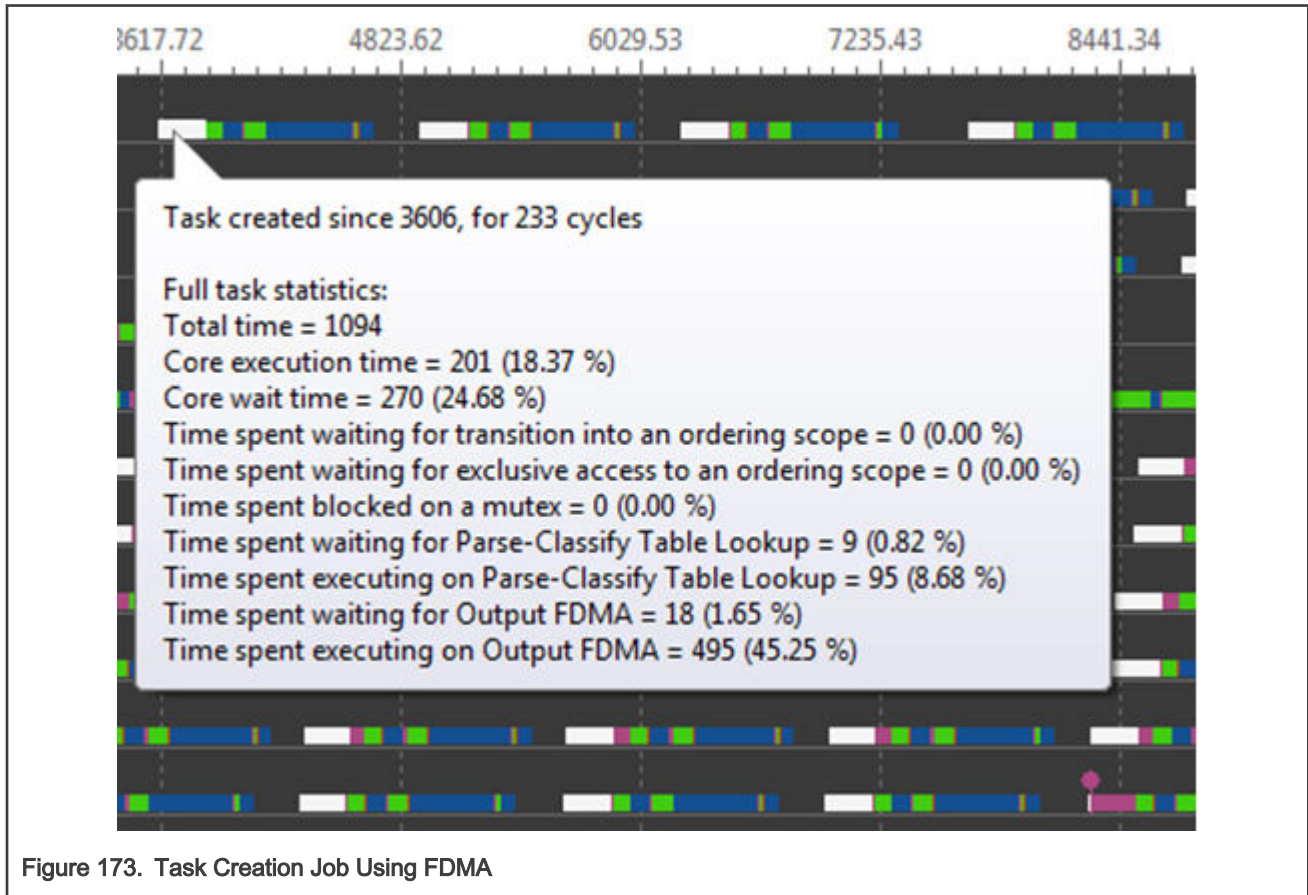 3617.72 4823.62 6029.53 7235.43 8441.34
Task created since 3606, for 233 cycles
Full task statistics:
Total time = 1094
Core execution time = 201 (18.37 %)
Core wait time = 270 (24.68 %)
Time spent waiting for transition into an ordering scope = 0 (0.00 %)
Time spent waiting for exclusive access to an ordering scope = 0 (0.00 %)
Time spent blocked on a mutex = 0 (0.00 %)
Time spent waiting for Parse-Classify Table Lookup = 9 (0.82 %)
Time spent executing on Parse-Classify Table Lookup = 95 (8.68 %)
Time spent waiting for Output FDMA = 18 (1.65 %)
Time spent executing on Output FDMA = 495 (45.25 %)
Figure 173. Task Creation Job Using FDMA